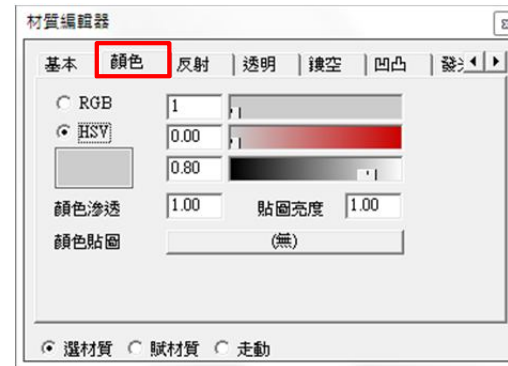 材質編輯器
基本 顏色 反射 透明 鏤空 凹凸
RGB 1
HSV 0.00
0.80
顏色滲透 1.00 貼圖亮度 1.00
顏色貼圖 (無)
選材質 賦材質 走動